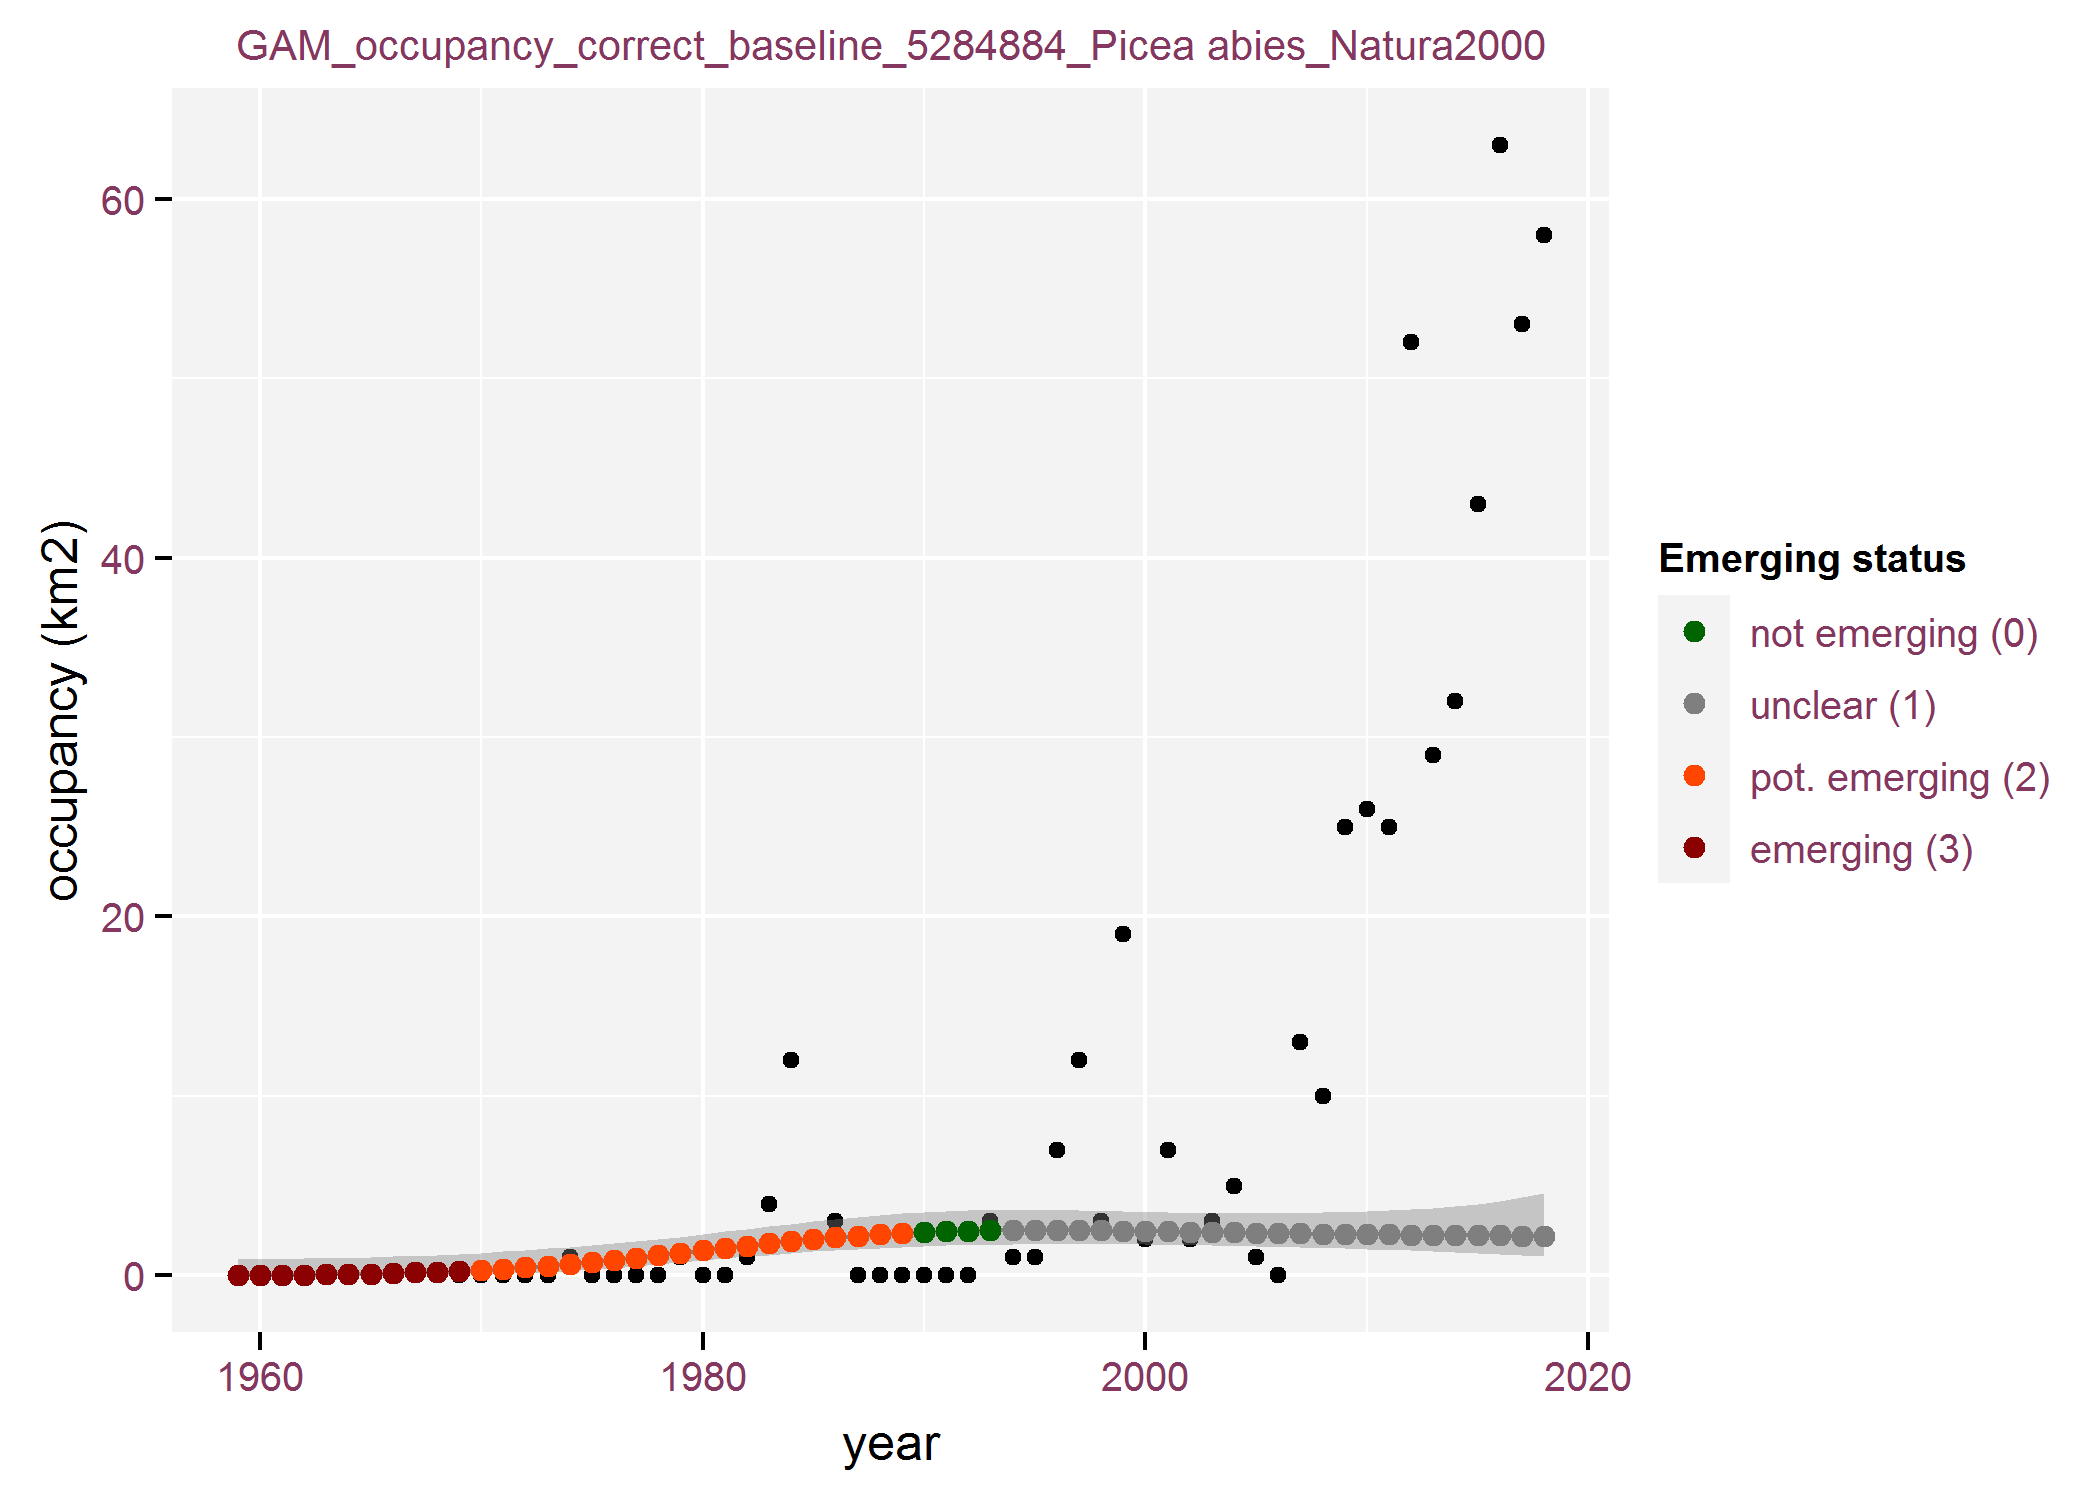 GAM_occupancy_correct_baseline_5284884_Picea abies_Natura2000
occupancy (km2)
60
40
20
0
1960
1980
2000
2020
year
Emerging status
not emerging (0)
unclear (1)
pot. emerging (2)
emerging (3)